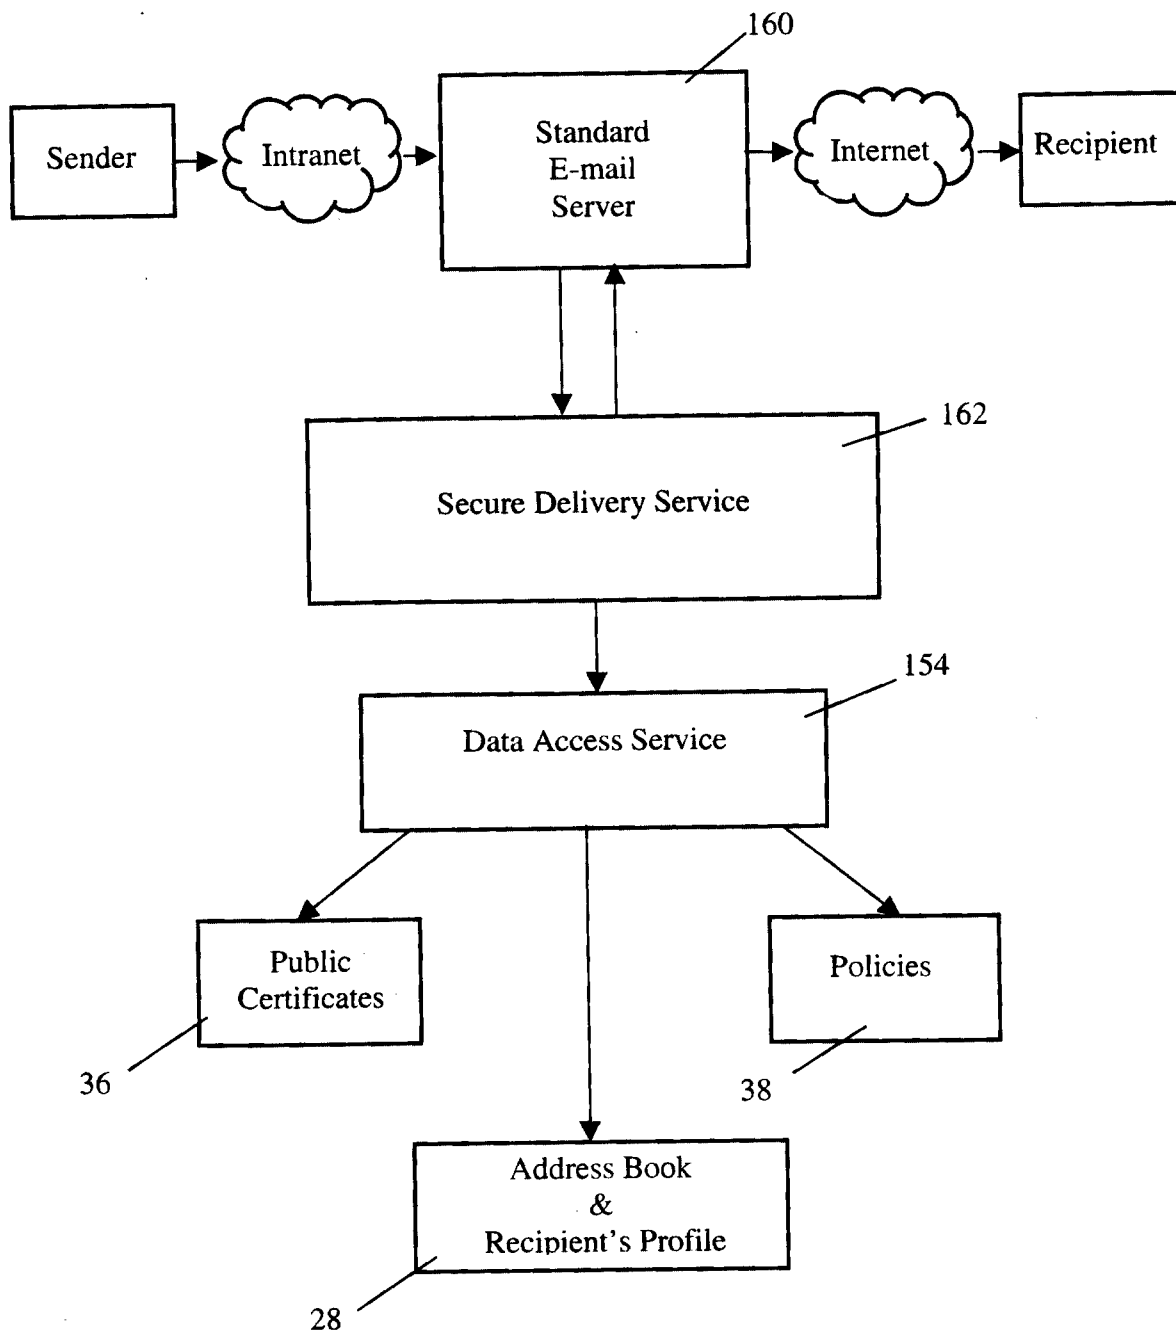 160
Sender
Intranet
Standard
E-mail
Server
Internet
Recipient
162
Secure Delivery Service
154
Data Access Service
Public
Certificates
Policies
36
38
Address Book
&
Recipient's Profile
28